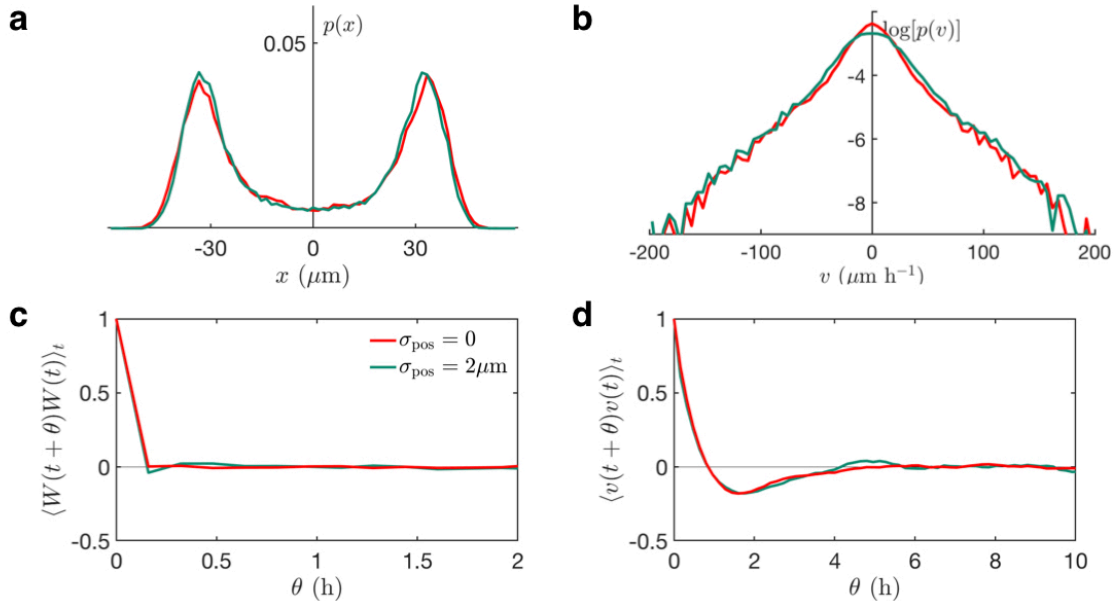 a
p(x)
0.05
-30 0 30
x (μm)
b
log[p(v)]
-4
-6
-8
-200 -100 0 100 200
v (μm h⁻¹)
c
1
0.5
0
-0.5
0 0.5 1 1.5 2
θ (h)
⟨W(t + θ)W(t)⟩ₜ
σ_pos = 0
σ_pos = 2μm
d
1
0.5
0
-0.5
0 2 4 6 8 10
θ (h)
⟨v(t + θ)v(t)⟩ₜ